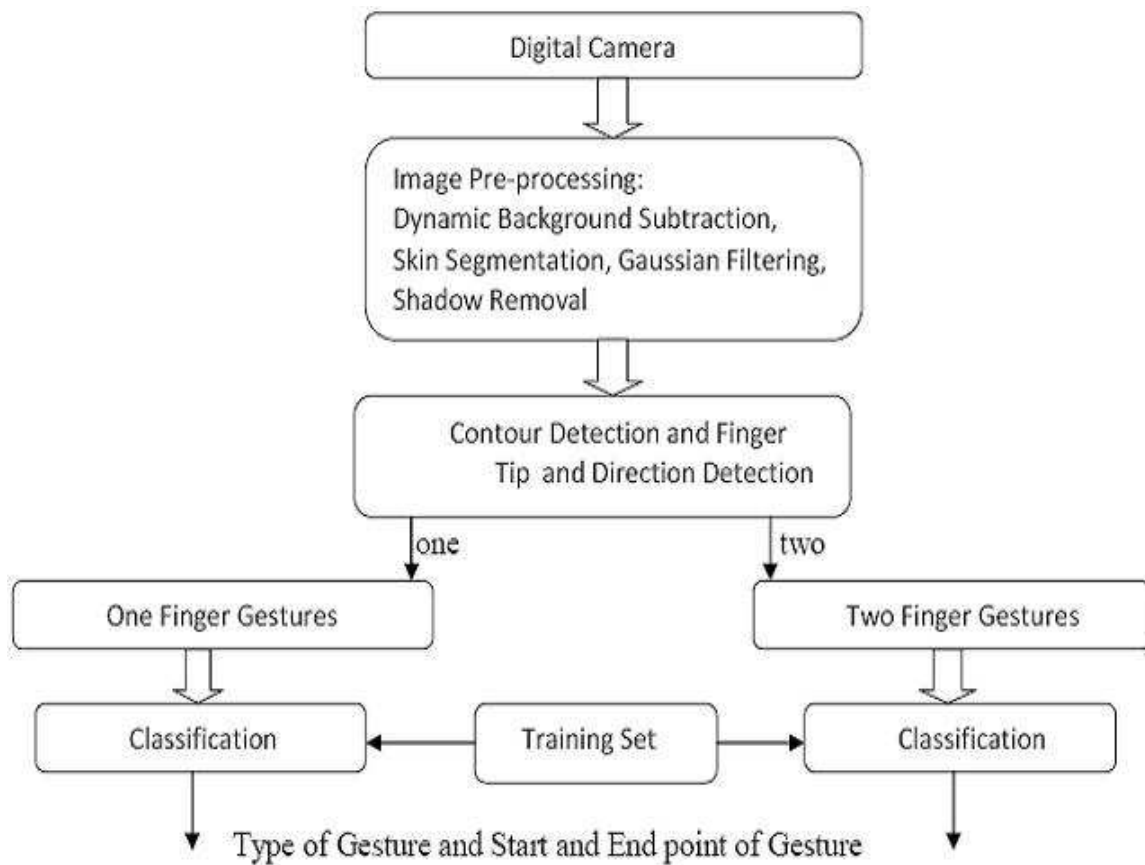 Digital Camera
Image Pre-processing:
Dynamic Background Subtraction,
Skin Segmentation, Gaussian Filtering,
Shadow Removal
Contour Detection and Finger
Tip and Direction Detection
one
two
One Finger Gestures
Two Finger Gestures
Classification
Training Set
Classification
Type of Gesture and Start and End point of Gesture